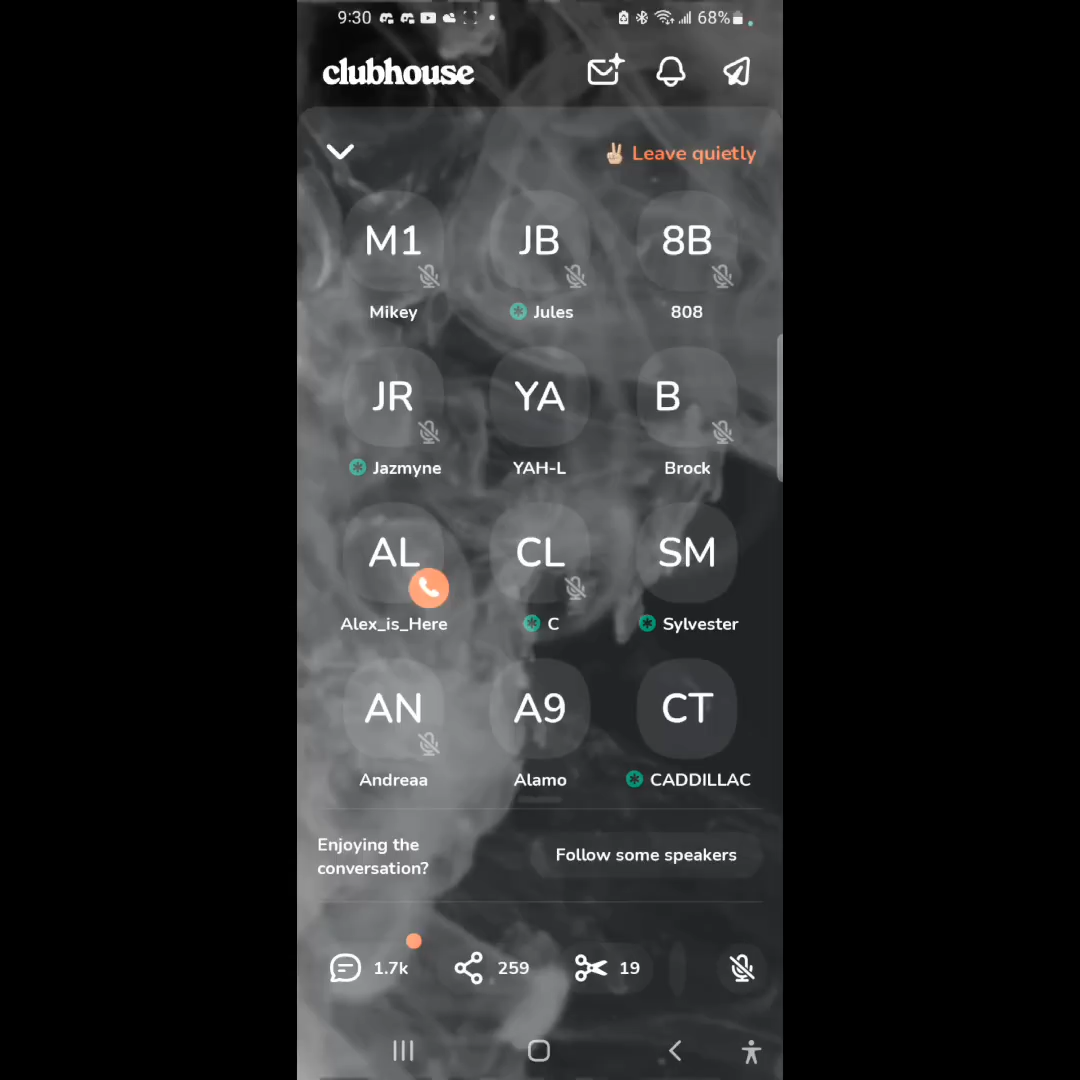 9:30 68%
clubhouse
✌🏼 Leave quietly
M1 JB 8B
Mikey Jules 808
JR YA B
Jazmyne YAH-L Brock
AL CL SM
Alex_is_Here C Sylvester
AN A9 CT
Andreaa Alamo CADDILLAC
Enjoying the
conversation?
Follow some speakers
1.7k 259 19